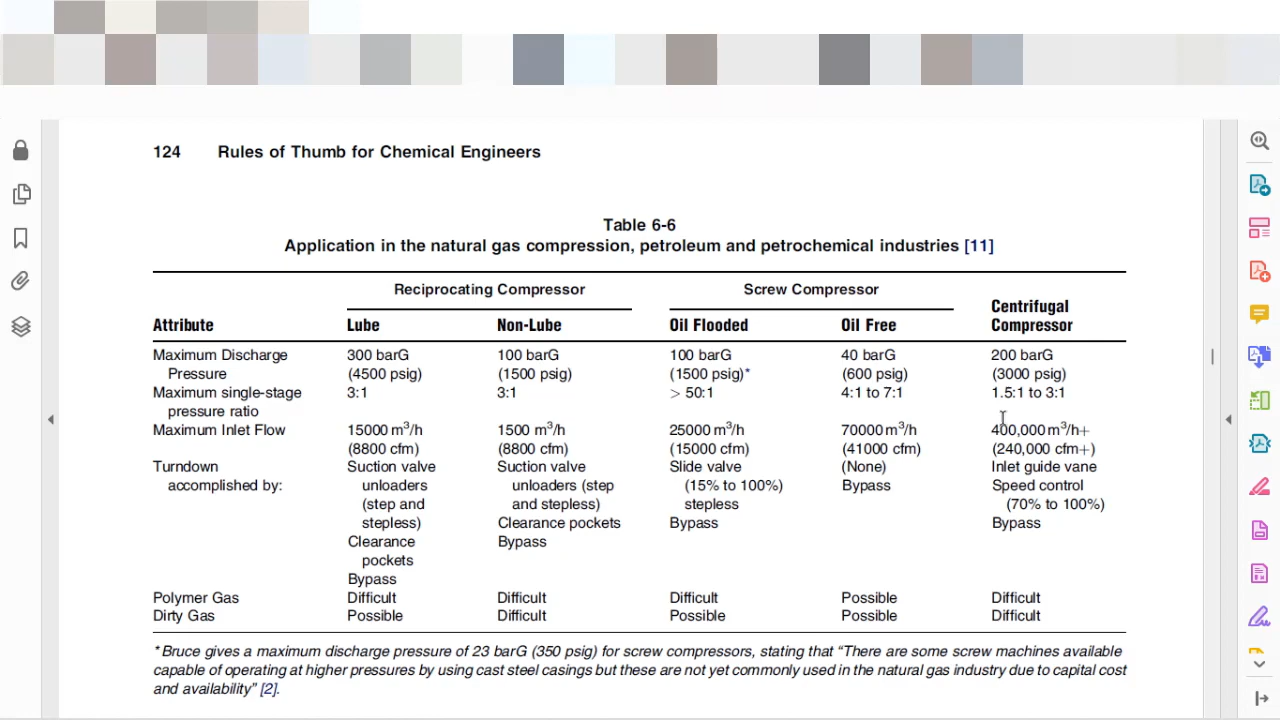 124 Rules of Thumb for Chemical Engineers
Table 6-6
Application in the natural gas compression, petroleum and petrochemical industries [11]
Reciprocating Compressor Screw Compressor
Centrifugal
Attribute Lube Non-Lube Oil Flooded Oil Free Compressor
Maximum Discharge 300 barG 100 barG 100 barG 40 barG 200 barG
Pressure (4500 psig) (1500 psig) (1500 psig)* (600 psig) (3000 psig)
Maximum single-stage 3:1 3:1 > 50:1 4:1 to 7:1 1.5:1 to 3:1
pressure ratio
Maximum Inlet Flow 15000 m³/h 1500 m³/h 25000 m³/h 70000 m³/h 400,000 m³/h+
(8800 cfm) (8800 cfm) (15000 cfm) (41000 cfm) (240,000 cfm+)
Turndown Suction valve Suction valve Slide valve (None) Inlet guide vane
accomplished by: unloaders unloaders (step (15% to 100%) Bypass Speed control
(step and and stepless) stepless (70% to 100%)
stepless) Clearance pockets Bypass Bypass
Clearance Bypass
pockets
Bypass
Polymer Gas Difficult Difficult Difficult Possible Difficult
Dirty Gas Possible Difficult Possible Possible Difficult
*Bruce gives a maximum discharge pressure of 23 barG (350 psig) for screw compressors, stating that “There are some screw machines available
capable of operating at higher pressures by using cast steel casings but these are not yet commonly used in the natural gas industry due to capital cost
and availability” [2].